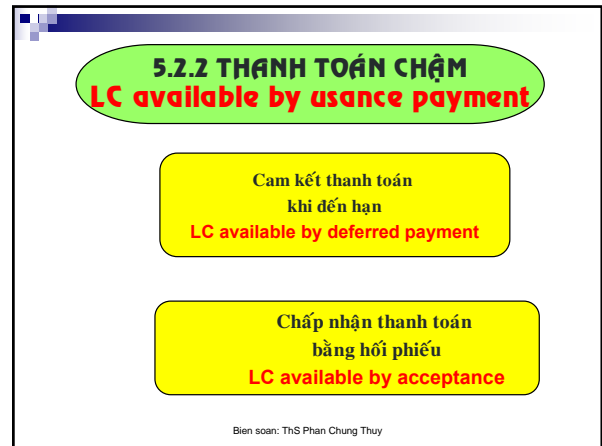 5.2.2 THANH TOÁN CHẬM
LC available by usance payment
Cam kết thanh toán
khi đến hạn
LC available by deferred payment
Chấp nhận thanh toán
bằng hối phiếu
LC available by acceptance
Bien soan: ThS Phan Chung Thuy